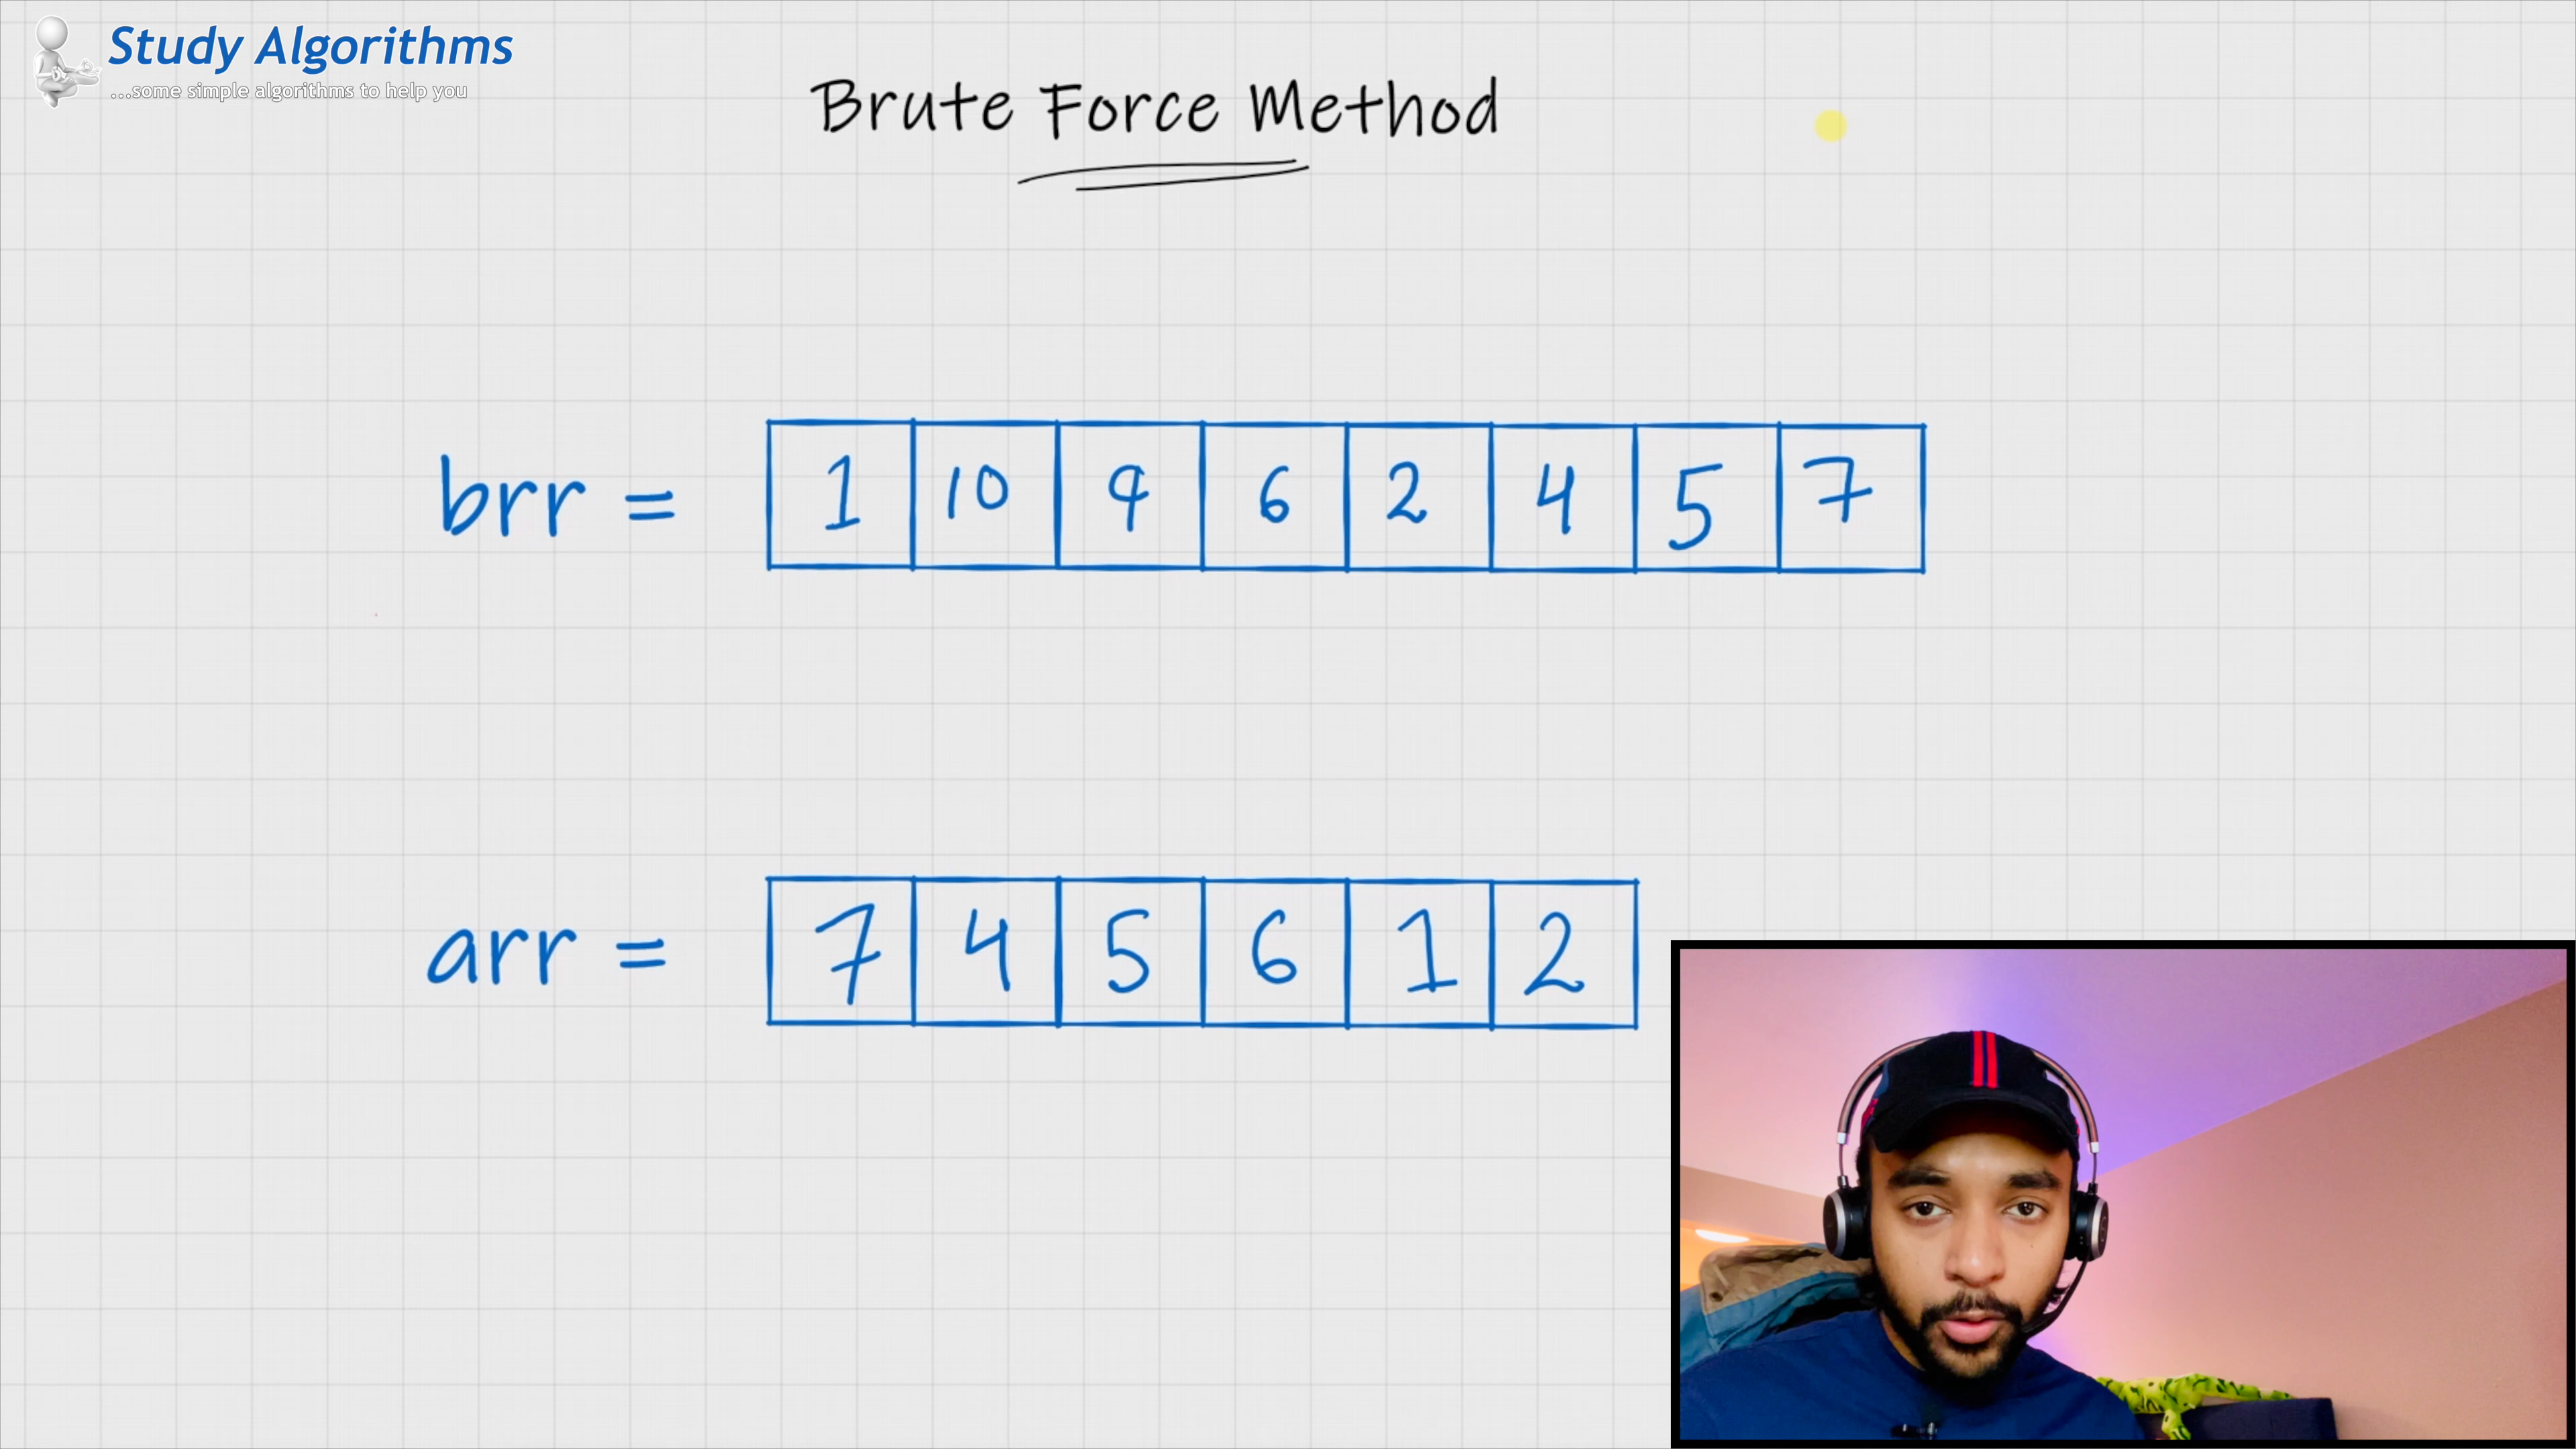 Study Algorithms
...some simple algorithms to help you
Brute Force Method
brr = 1 10 9 6 2 4 5 7
arr = 7 4 5 6 1 2